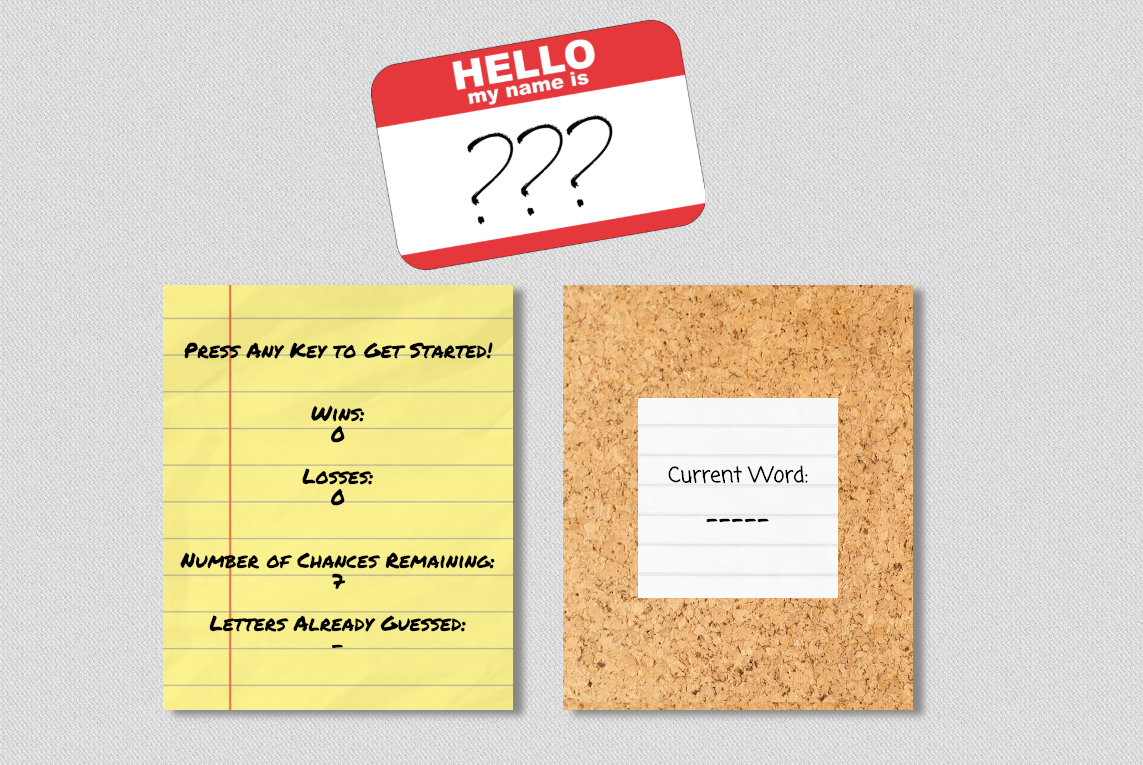 HELLO
my name is
???
Press Any Key to Get Started!
Wins:
0
Losses:
0
Number of Chances Remaining:
7
Letters Already Guessed:
-
Current Word:
-----